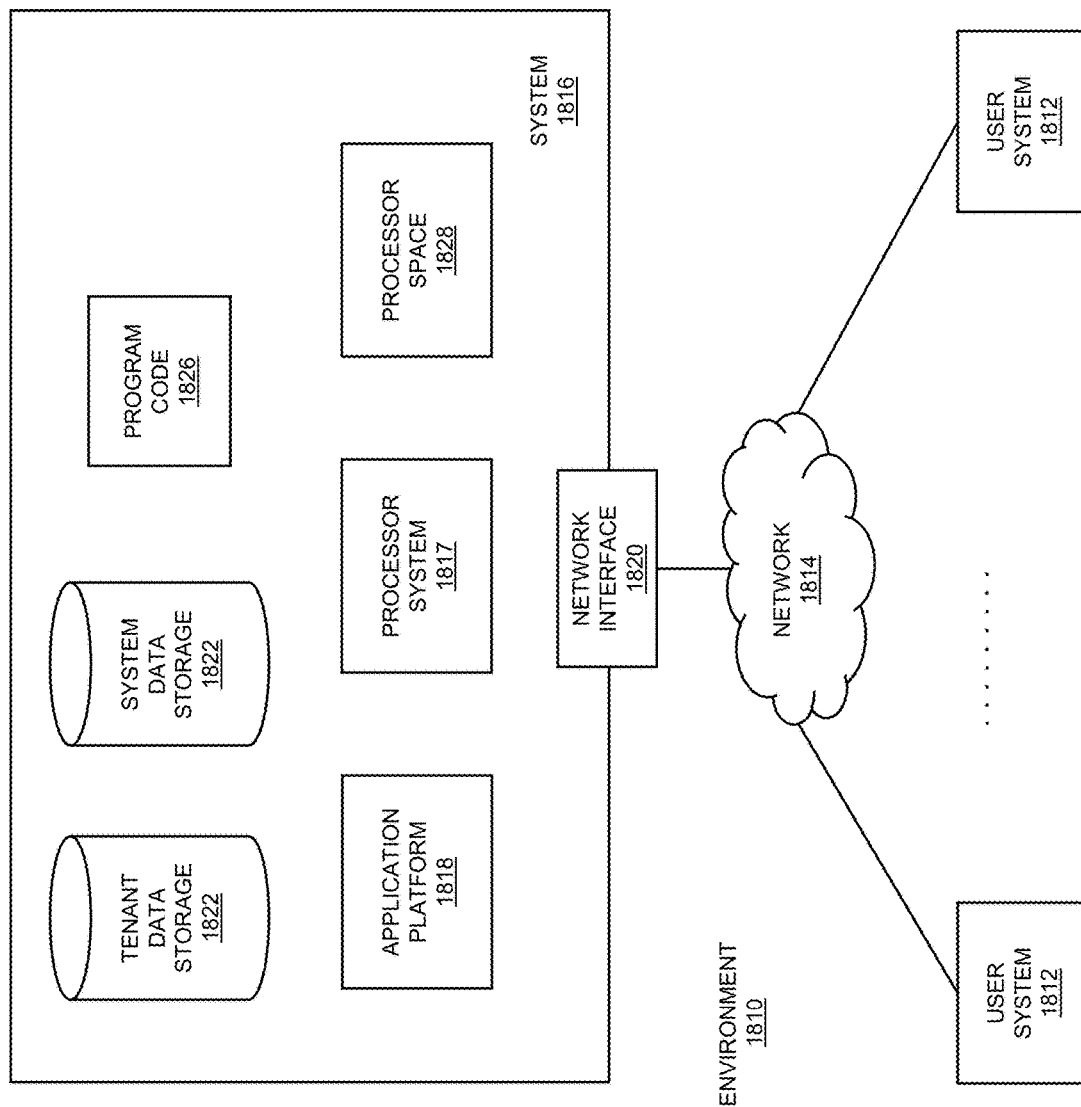 TENANT
DATA
STORAGE
1822
SYSTEM
DATA
STORAGE
1822
PROGRAM
CODE
1826
APPLICATION
PLATFORM
1818
PROCESSOR
SYSTEM
1817
PROCESSOR
SPACE
1828
SYSTEM
1816
NETWORK
INTERFACE
1820
ENVIRONMENT
1810
NETWORK
1814
USER
SYSTEM
1812
. . . . . . . .
USER
SYSTEM
1812